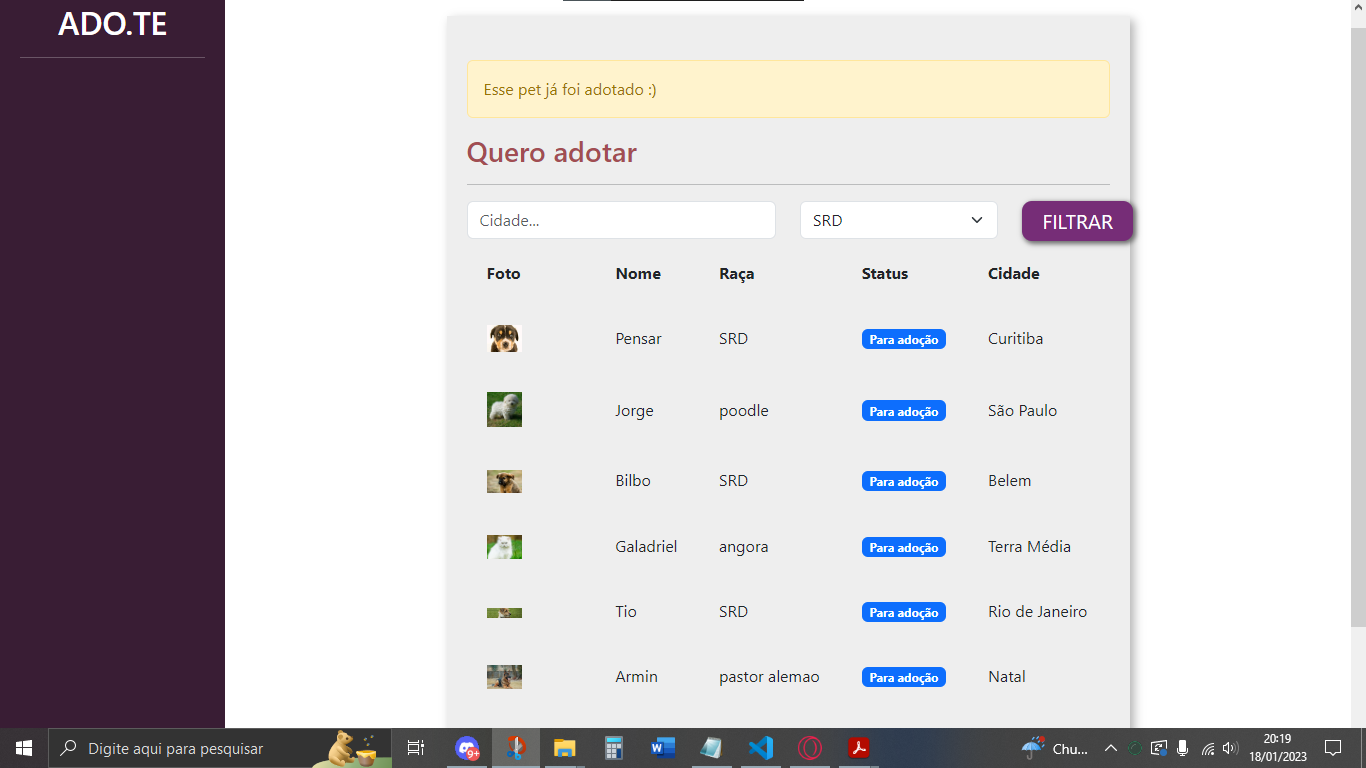 ADO.TE
Esse pet já foi adotado :)
Quero adotar
Cidade...
SRD
FILTRAR
Foto Nome Raça Status Cidade
Pensar SRD Para adoção Curitiba
Jorge poodle Para adoção São Paulo
Bilbo SRD Para adoção Belem
Galadriel angora Para adoção Terra Média
Tio SRD Para adoção Rio de Janeiro
Armin pastor alemao Para adoção Natal
Digite aqui para pesquisar
9+
Chu...
20:19
18/01/2023